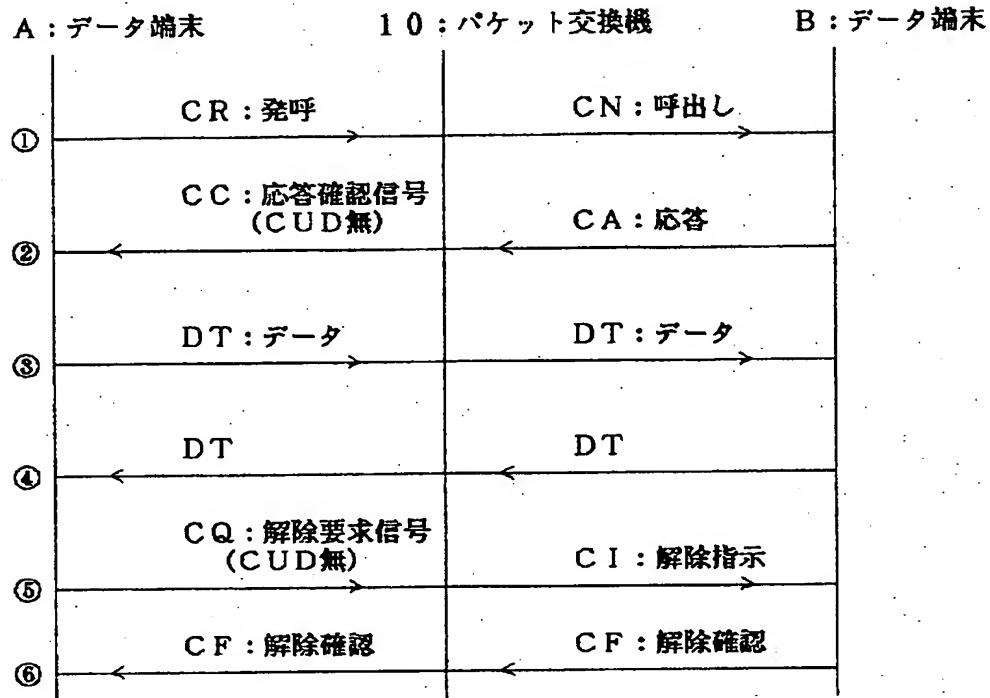 A:データ端末 10:パケット交換機 B:データ端末
① CR:発呼 CN:呼出し
CC:応答確認信号
(CUD無) CA:応答
②
DT:データ DT:データ
③
DT DT
④
CQ:解除要求信号
(CUD無) CI:解除指示
⑤
CF:解除確認 CF:解除確認
⑥